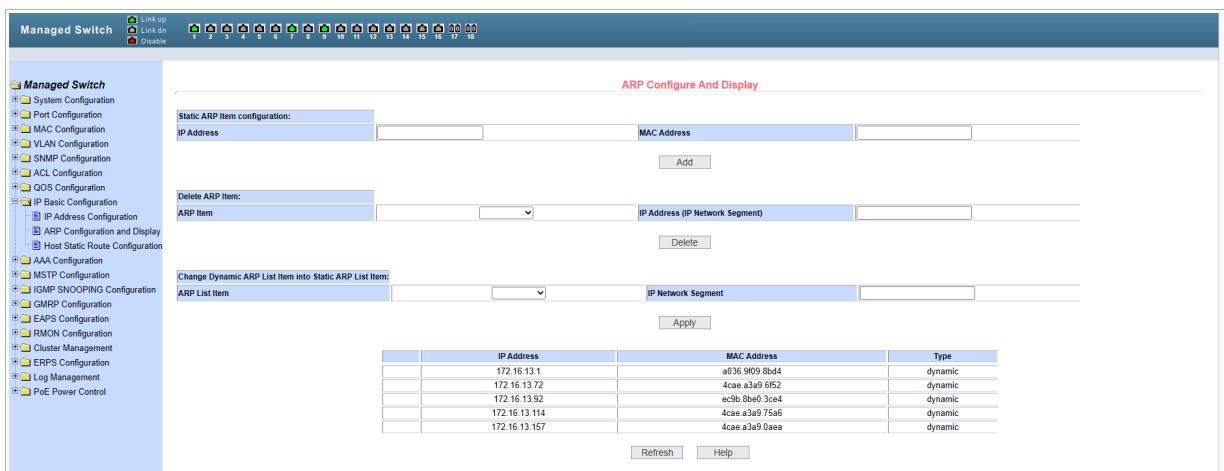 Managed Switch
Link up
Link dn
Disable
1 2 3 4 5 6 7 8 9 10 11 12 13 14 15 16 17 18
Managed Switch
System Configuration
Port Configuration
MAC Configuration
VLAN Configuration
SNMP Configuration
ACL Configuration
QOS Configuration
IP Basic Configuration
IP Address Configuration
ARP Configuration and Display
Host Static Route Configuration
AAA Configuration
MSTP Configuration
IGMP SNOOPING Configuration
GMRP Configuration
EAPS Configuration
RMON Configuration
Cluster Management
ERPS Configuration
Log Management
PoE Power Control
ARP Configure And Display
Static ARP Item configuration:
IP Address MAC Address
Add
Delete ARP Item:
ARP Item IP Address (IP Network Segment)
Delete
Change Dynamic ARP List Item into Static ARP List Item:
ARP List Item IP Network Segment
Apply
IP Address MAC Address Type
172.16.13.1 a036.9f09.8bd4 dynamic
172.16.13.72 4cae.a3a9.6f52 dynamic
172.16.13.92 ec9b.8be0.3ce4 dynamic
172.16.13.114 4cae.a3a9.75a6 dynamic
172.16.13.157 4cae.a3a9.0aea dynamic
Refresh Help